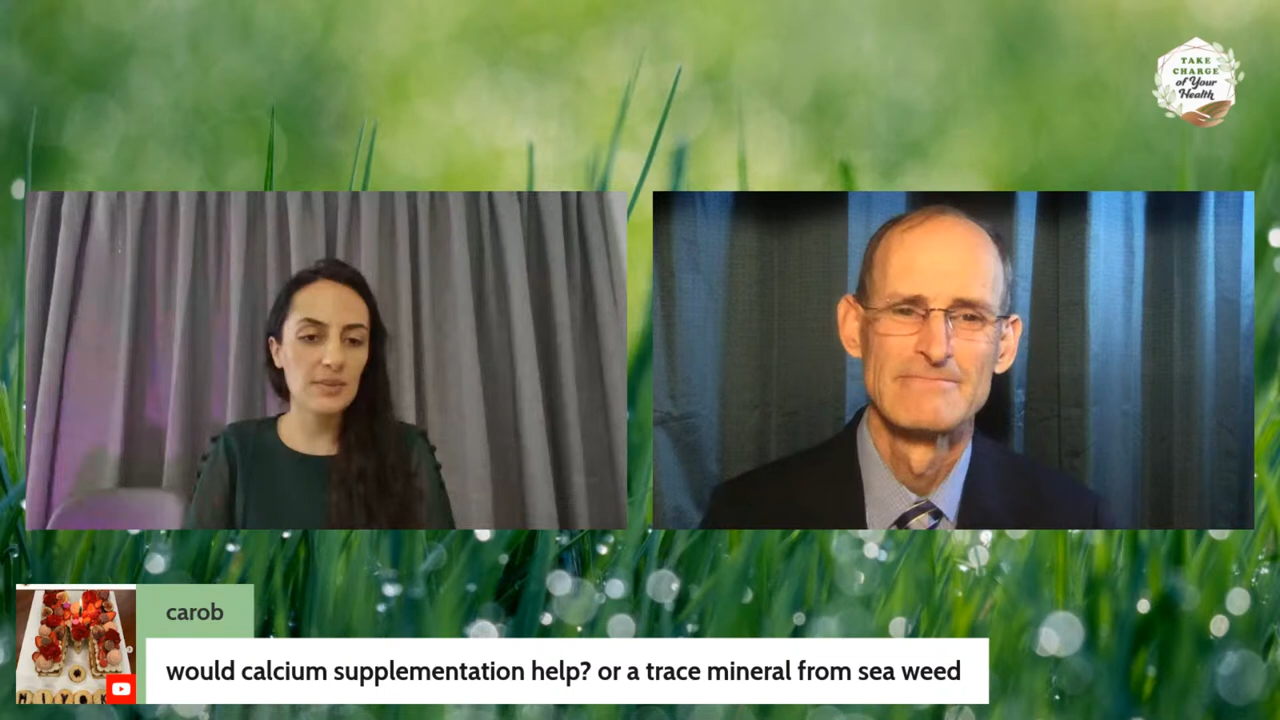 TAKE
CHARGE
of Your
Health
carob
would calcium supplementation help? or a trace mineral from sea weed